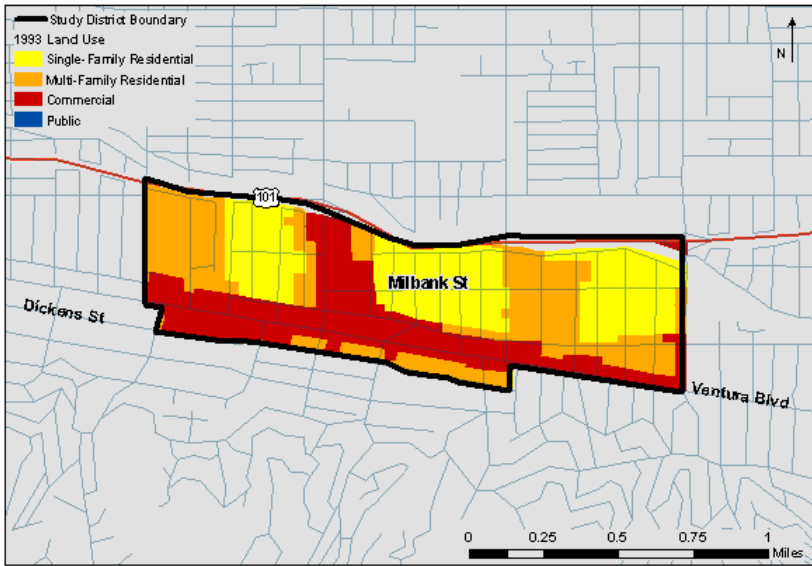 Study District Boundary
1993 Land Use
Single-Family Residential
Multi-Family Residential
Commercial
Public
N
101
Milbank St
Dickens St
Ventura Blvd
0 0.25 0.5 0.75 1
Miles